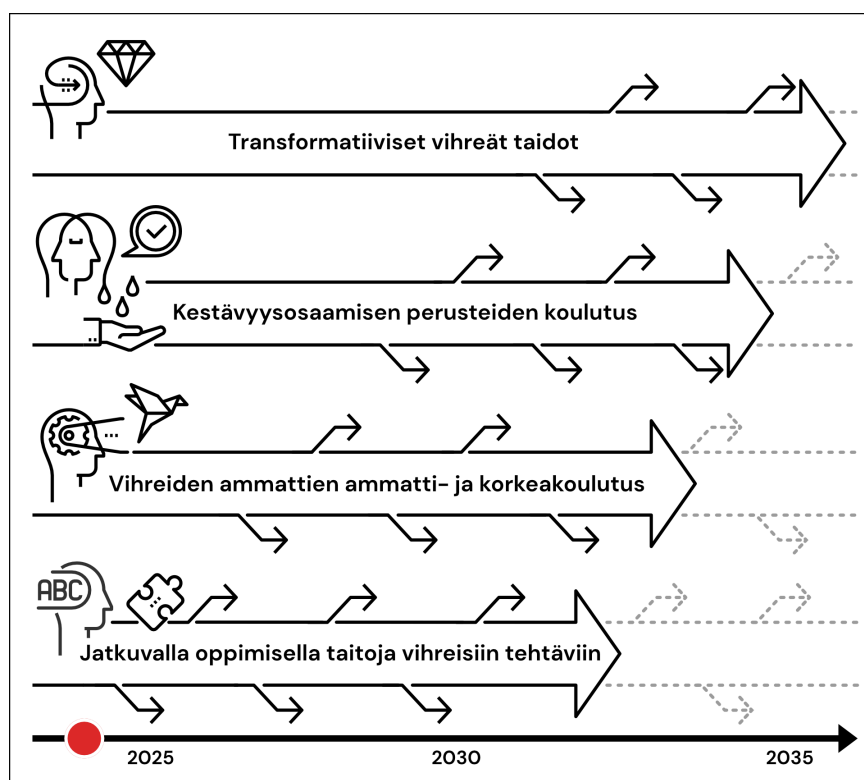 Transformatiiviset vihreät taidot
Kestävyysosaamisen perusteiden koulutus
Vihreiden ammattien ammatti- ja korkeakoulutus
ABC
Jatkuvalla oppimisella taitoja vihreisiin tehtäviin
2025 2030 2035